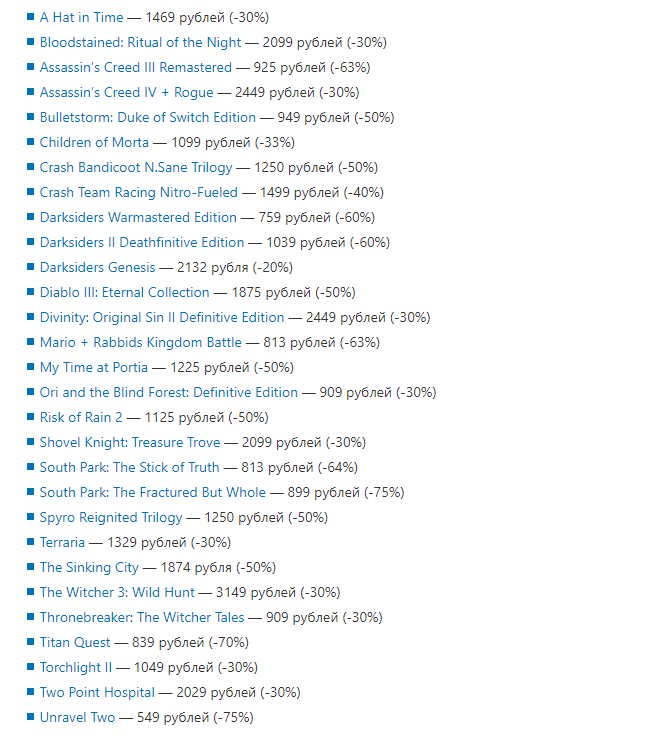 A Hat in Time — 1469 рублей (-30%)
Bloodstained: Ritual of the Night — 2099 рублей (-30%)
Assassin's Creed III Remastered — 925 рублей (-63%)
Assassin's Creed IV + Rogue — 2449 рублей (-30%)
Bulletstorm: Duke of Switch Edition — 949 рублей (-50%)
Children of Morta — 1099 рублей (-33%)
Crash Bandicoot N.Sane Trilogy — 1250 рублей (-50%)
Crash Team Racing Nitro-Fueled — 1499 рублей (-40%)
Darksiders Warmastered Edition — 759 рублей (-60%)
Darksiders II Deathfinitive Edition — 1039 рублей (-60%)
Darksiders Genesis — 2132 рубля (-20%)
Diablo III: Eternal Collection — 1875 рублей (-50%)
Divinity: Original Sin II Definitive Edition — 2449 рублей (-30%)
Mario + Rabbids Kingdom Battle — 813 рублей (-63%)
My Time at Portia — 1225 рублей (-50%)
Ori and the Blind Forest: Definitive Edition — 909 рублей (-30%)
Risk of Rain 2 — 1125 рублей (-50%)
Shovel Knight: Treasure Trove — 2099 рублей (-30%)
South Park: The Stick of Truth — 813 рублей (-64%)
South Park: The Fractured But Whole — 899 рублей (-75%)
Spyro Reignited Trilogy — 1250 рублей (-50%)
Terraria — 1329 рублей (-30%)
The Sinking City — 1874 рубля (-50%)
The Witcher 3: Wild Hunt — 3149 рублей (-30%)
Thronebreaker: The Witcher Tales — 909 рублей (-30%)
Titan Quest — 839 рублей (-70%)
Torchlight II — 1049 рублей (-30%)
Two Point Hospital — 2029 рублей (-30%)
Unravel Two — 549 рублей (-75%)